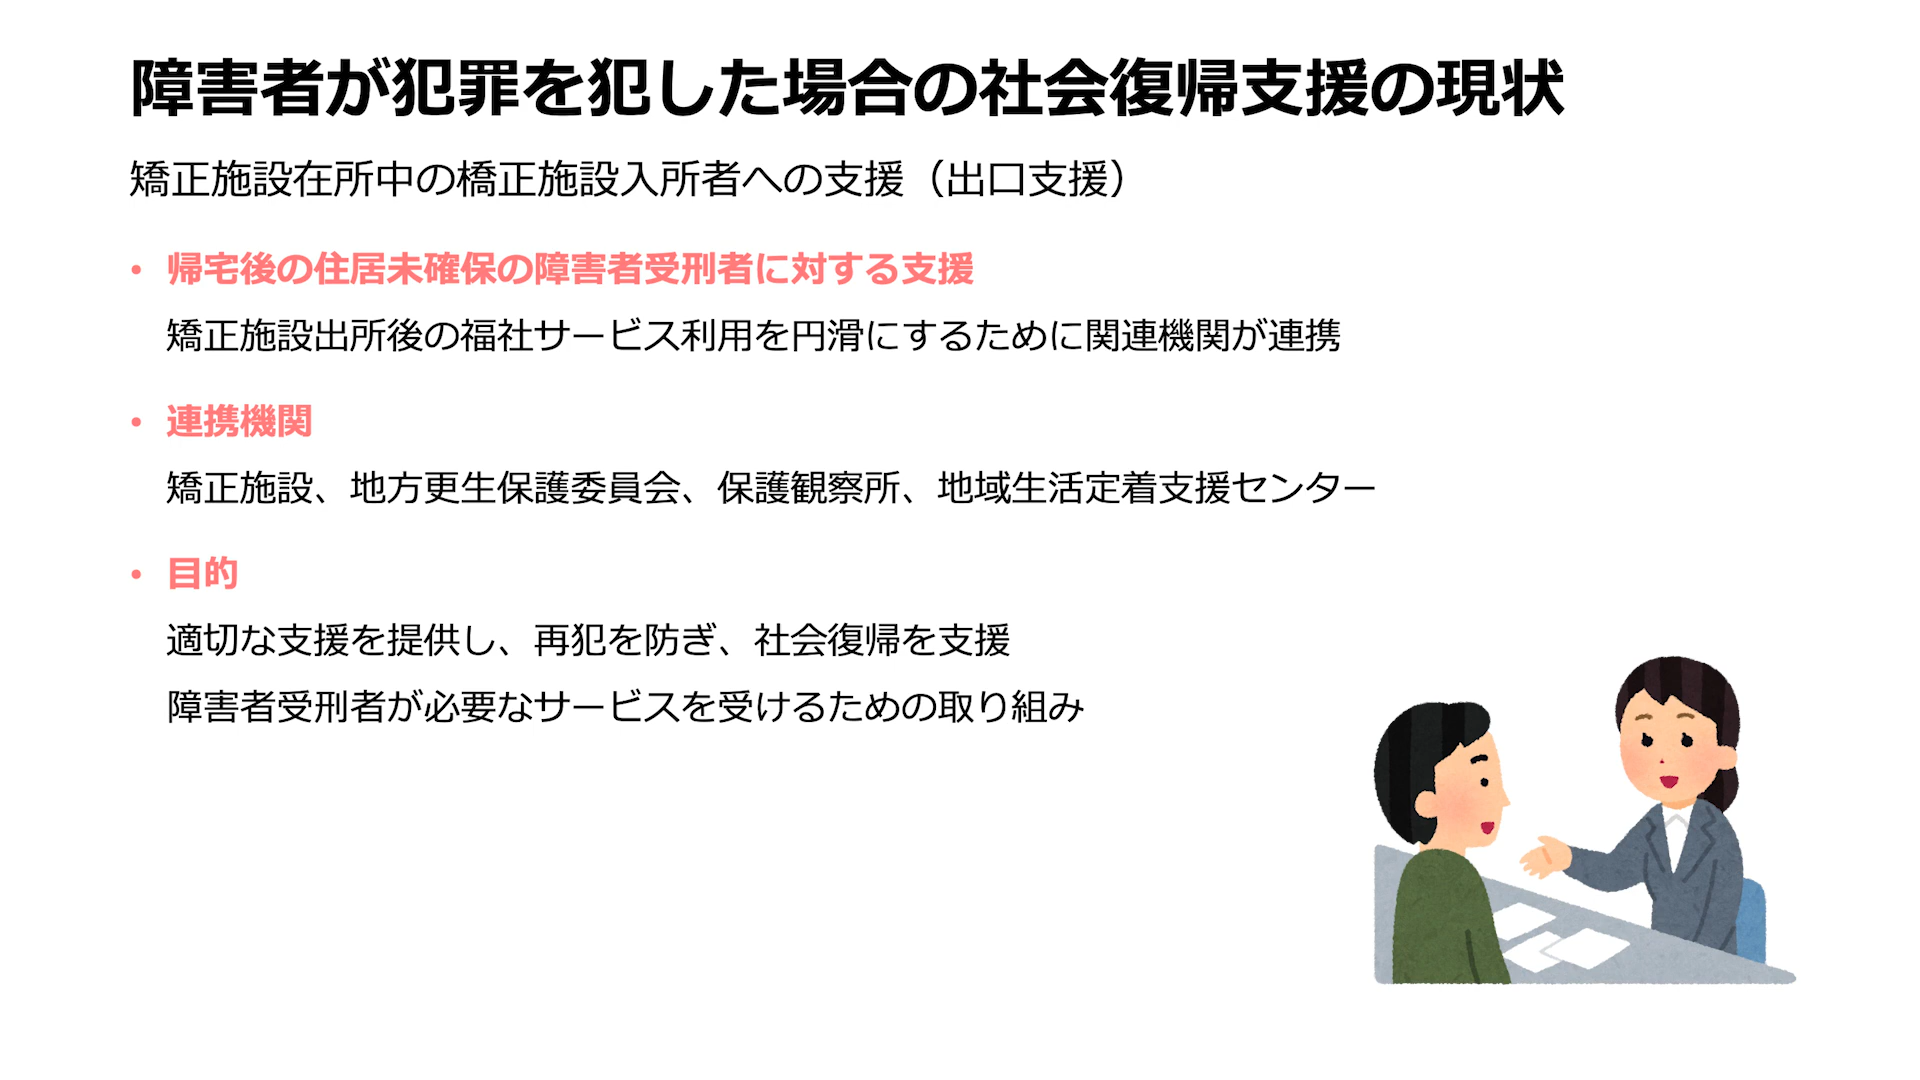 障害者が犯罪を犯した場合の社会復帰支援の現状
矯正施設在所中の橋正施設入所者への支援（出口支援）
• 帰宅後の住居未確保の障害者受刑者に対する支援
矯正施設出所後の福祉サービス利用を円滑にするために関連機関が連携
• 連携機関
矯正施設、地方更生保護委員会、保護観察所、地域生活定着支援センター
• 目的
適切な支援を提供し、再犯を防ぎ、社会復帰を支援
障害者受刑者が必要なサービスを受けるための取り組み